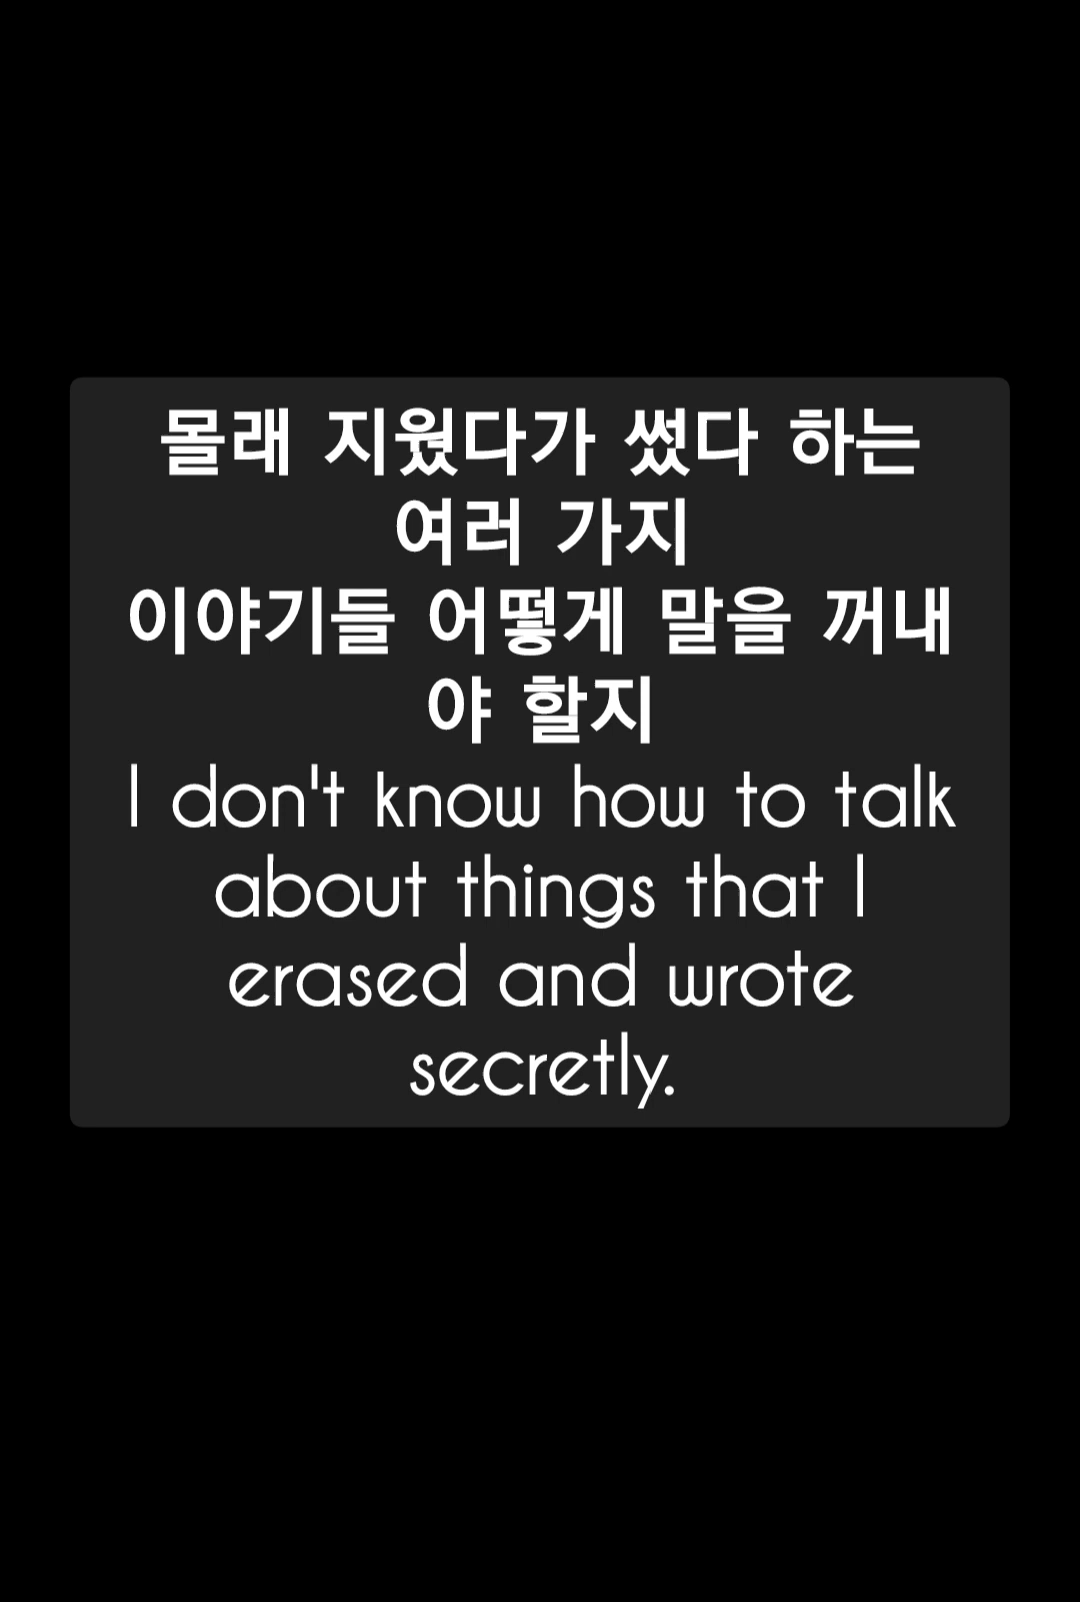 몰래 지웠다가 썼다 하는
여러 가지
이야기들 어떻게 말을 꺼내
야 할지
I don't know how to talk
about things that I
erased and wrote
secretly.